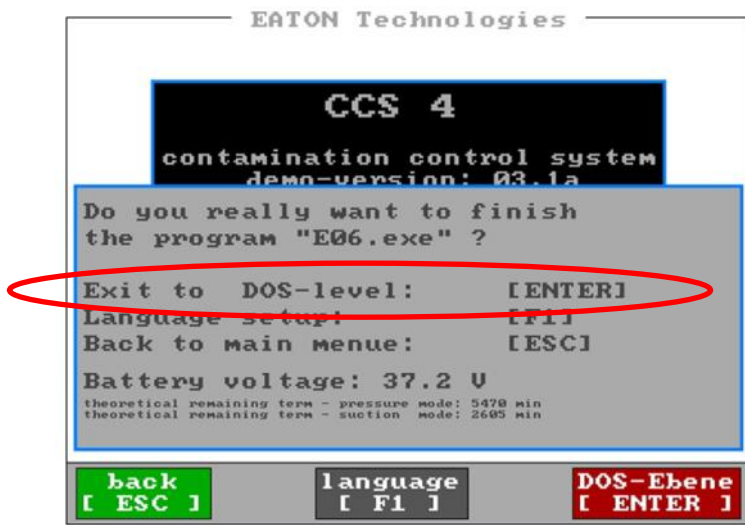 EATON Technologies
CCS 4
contamination control system
demo-version: 03.1a
Do you really want to finish
the program "E06.exe" ?
Exit to DOS-level: [ENTER]
Language setup: [F1]
Back to main menue: [ESC]
Battery voltage: 37.2 V
theoretical remaining term - pressure mode: 5470 min
theoretical remaining term - suction mode: 2605 min
back language DOS-Ebene
[ ESC ] [ F1 ] [ ENTER ]